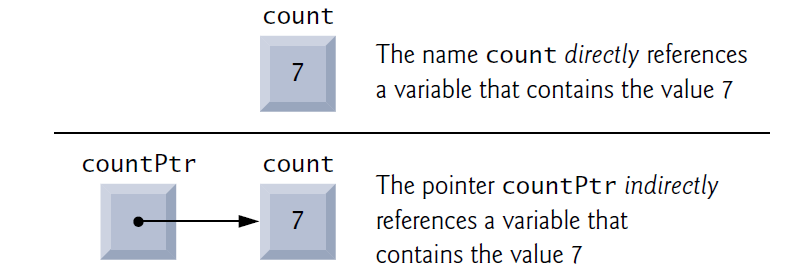 count
7
The name count directly references
a variable that contains the value 7
countPtr count
7
The pointer countPtr indirectly
references a variable that
contains the value 7